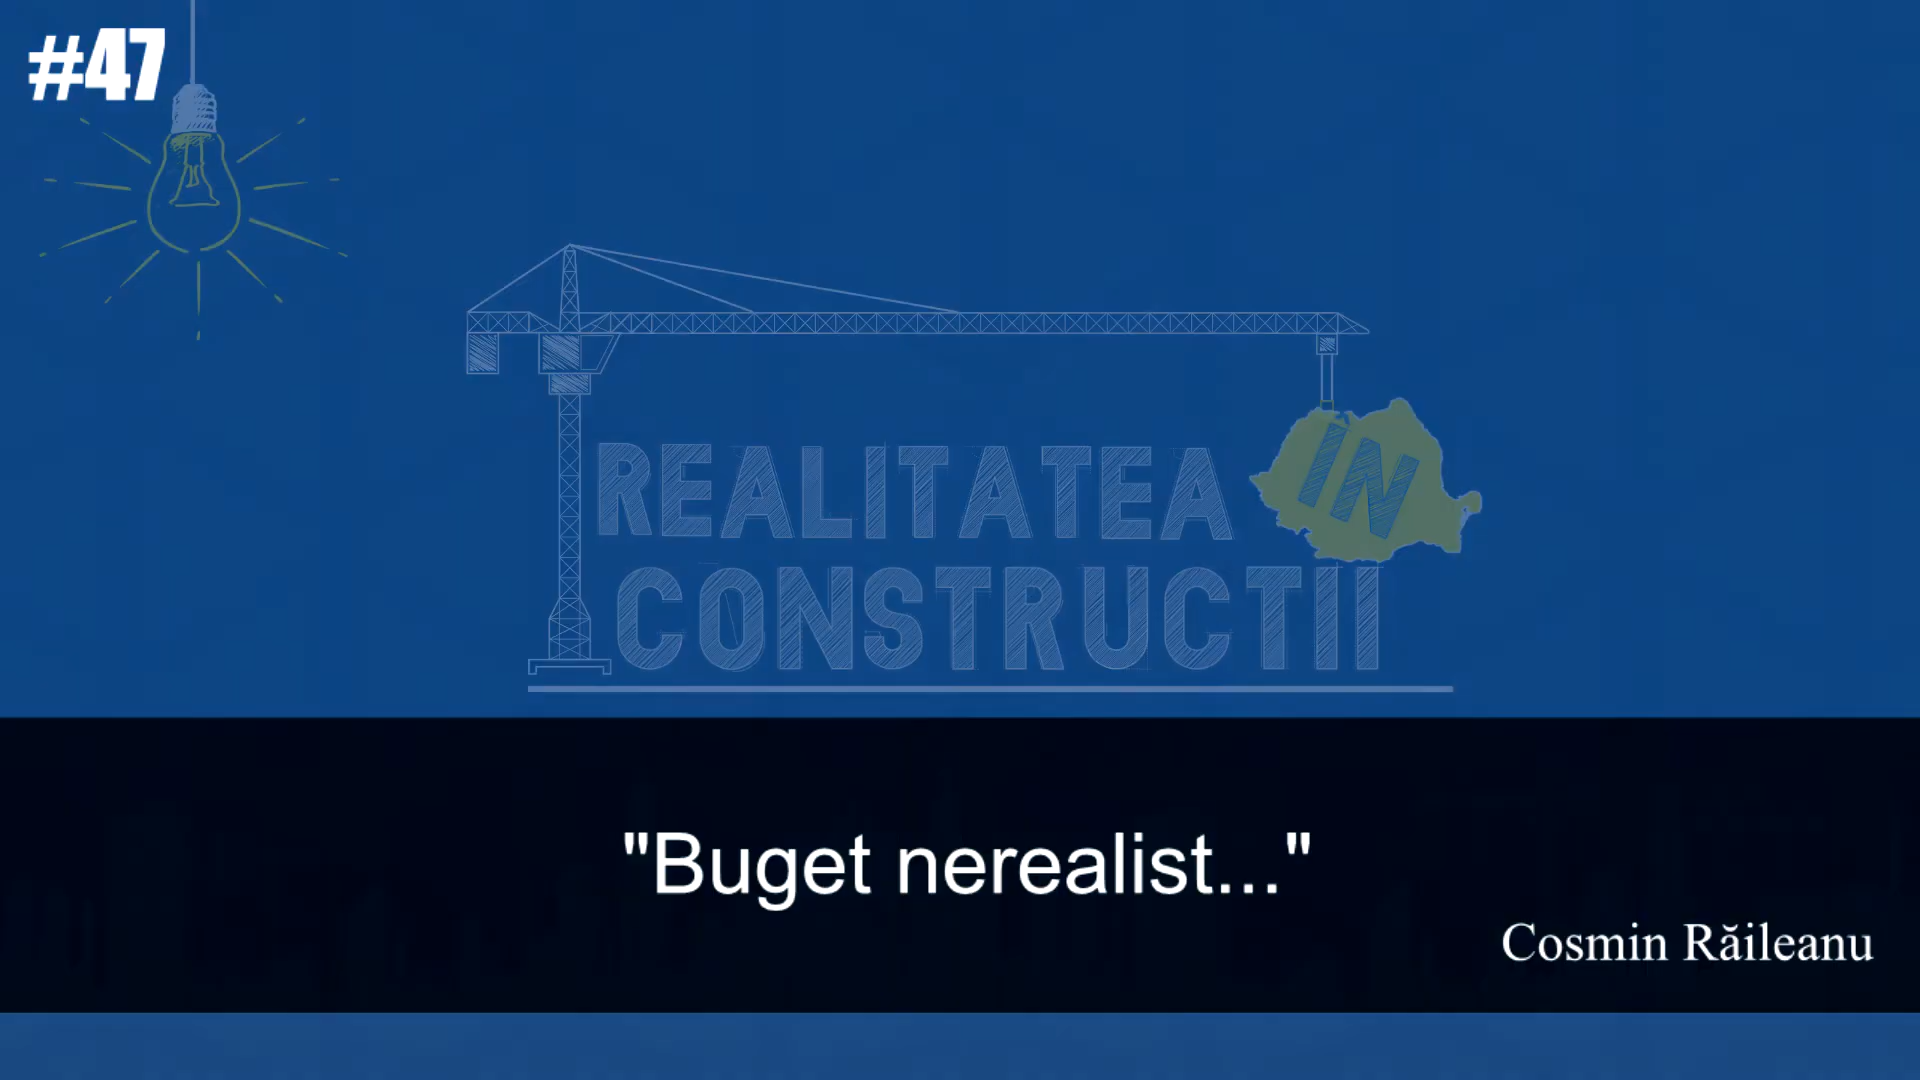 #47
REALITATEA IN
CONSTRUCTII
"Buget nerealist..."
Cosmin Răileanu